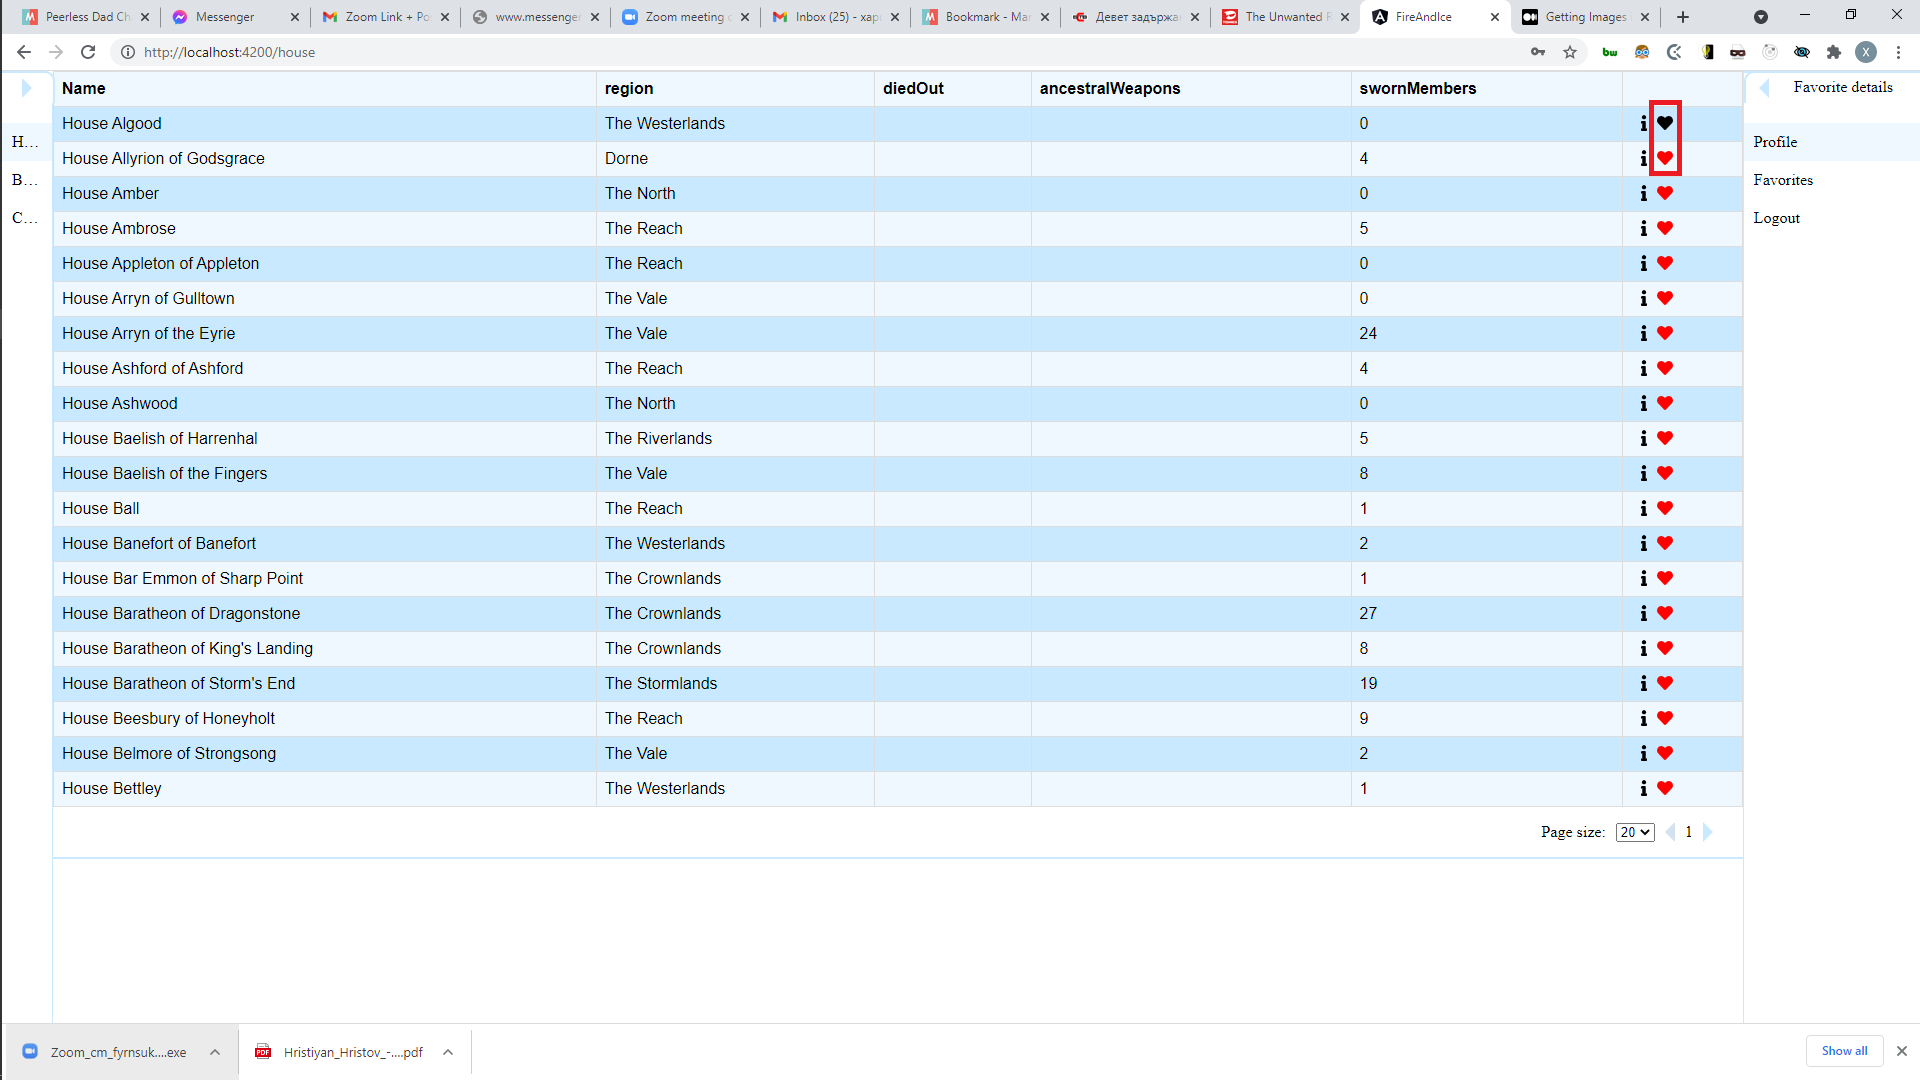 Peerless Dad Ch
Messenger
Zoom Link + Po
www.messenge
Zoom meeting
Inbox (25) - xap
Bookmark - Ma
Девет задържа
The Unwanted
FireAndIce
Getting Images
http://localhost:4200/house
Name region diedOut ancestralWeapons swornMembers
House Algood The Westerlands 0
House Allyrion of Godsgrace Dorne 4
House Amber The North 0
House Ambrose The Reach 5
House Appleton of Appleton The Reach 0
House Arryn of Gulltown The Vale 0
House Arryn of the Eyrie The Vale 24
House Ashford of Ashford The Reach 4
House Ashwood The North 0
House Baelish of Harrenhal The Riverlands 5
House Baelish of the Fingers The Vale 8
House Ball The Reach 1
House Banefort of Banefort The Westerlands 2
House Bar Emmon of Sharp Point The Crownlands 1
House Baratheon of Dragonstone The Crownlands 27
House Baratheon of King's Landing The Crownlands 8
House Baratheon of Storm's End The Stormlands 19
House Beesbury of Honeyholt The Reach 9
House Belmore of Strongsong The Vale 2
House Bettley The Westerlands 1
Page size: 20 1
H...
B...
C...
Favorite details
Profile
Favorites
Logout
Zoom_cm_fyrnsuk....exe
Hristiyan_Hristov_-....pdf
Show all